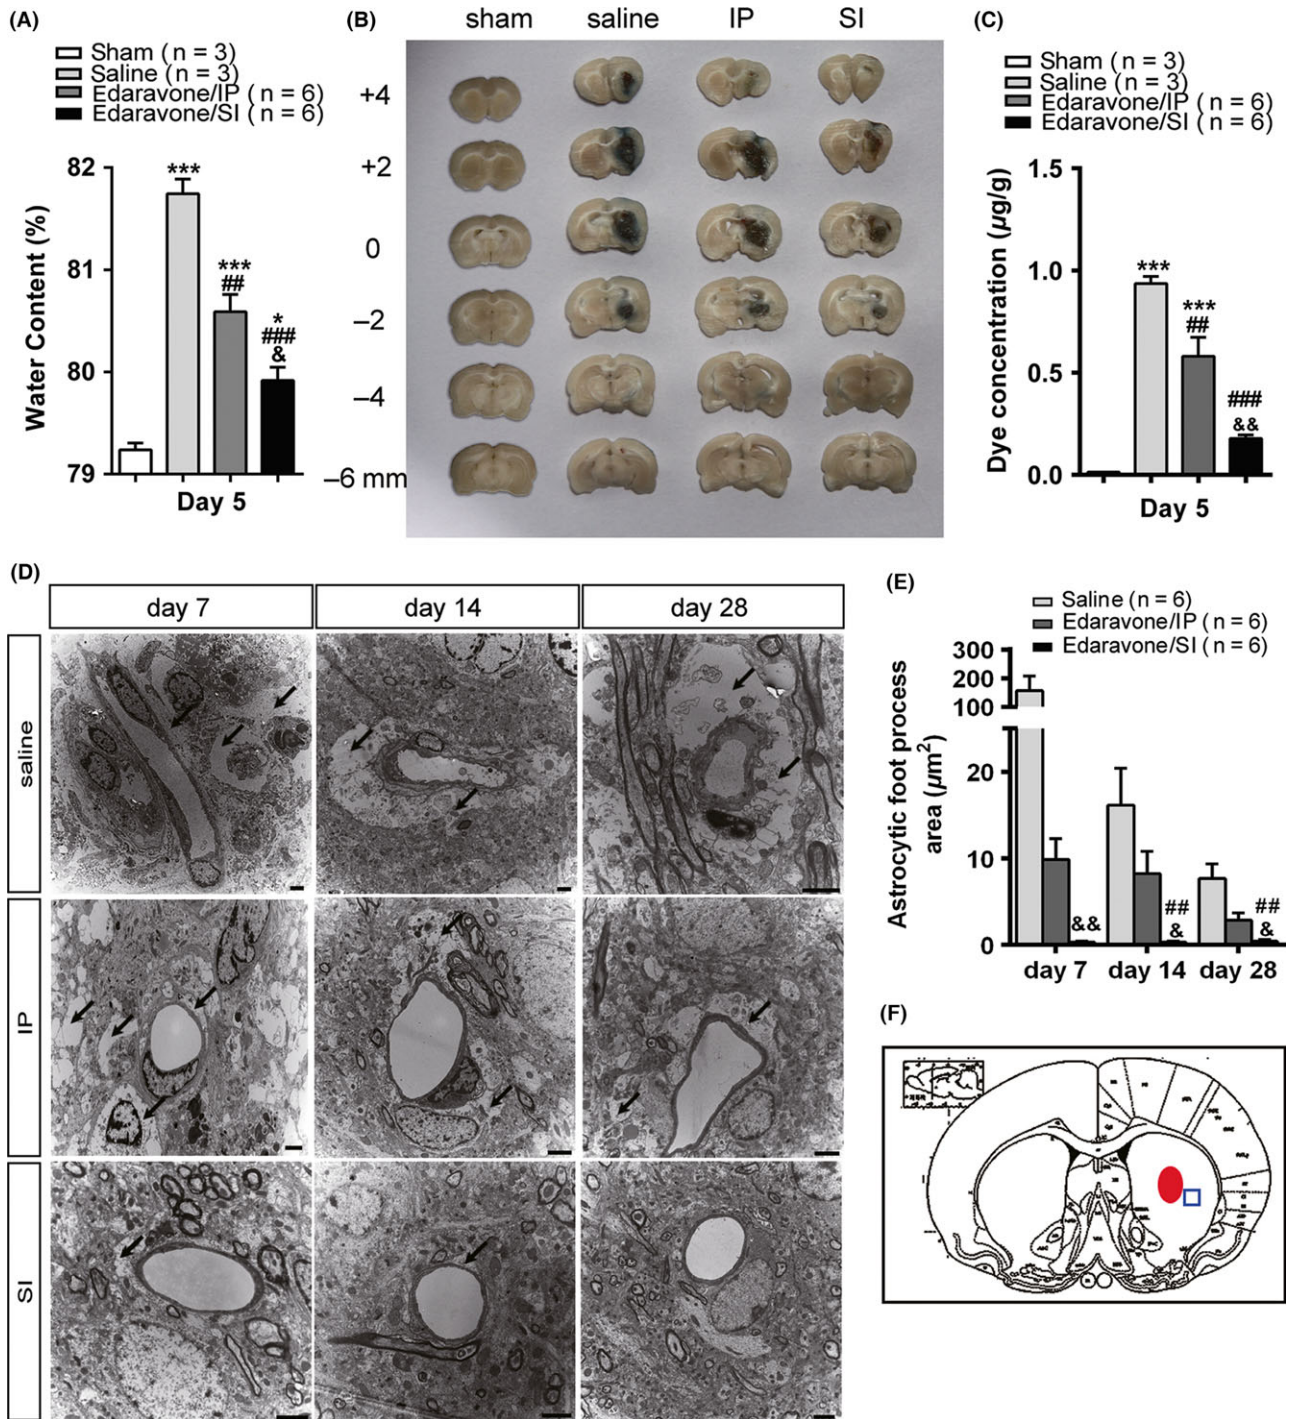 (A)
Sham (n = 3)
Saline (n = 3)
Edaravone/IP (n = 6)
Edaravone/SI (n = 6)
Water Content (%)
82
81
80
79
***
***
##
*
###
&
Day 5
(B)
sham saline IP SI
+4
+2
0
–2
–4
–6 mm
(C)
Sham (n = 3)
Saline (n = 3)
Edaravone/IP (n = 6)
Edaravone/SI (n = 6)
Dye concentration (µg/g)
1.5
1.0
0.5
0.0
***
***
##
###
&&
Day 5
(D)
day 7 day 14 day 28
saline
IP
SI
(E)
Saline (n = 6)
Edaravone/IP (n = 6)
Edaravone/SI (n = 6)
Astrocytic foot process
area (µm²)
300
200
100
20
10
0
&&
##
&
##
&
day 7 day 14 day 28
(F)